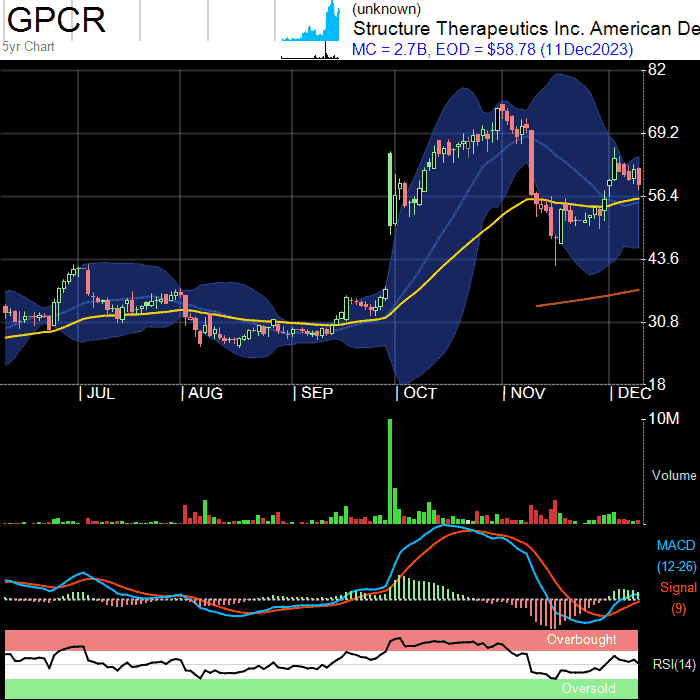 GPCR
5yr Chart
(unknown)
Structure Therapeutics Inc. American De
MC = 2.7B, EOD = $58.78 (11Dec2023)
82
69.2
56.4
43.6
30.8
18
JUL
AUG
SEP
OCT
NOV
DEC
10M
Volume
MACD
(12-26)
Signal
(9)
Overbought
RSI(14)
Oversold